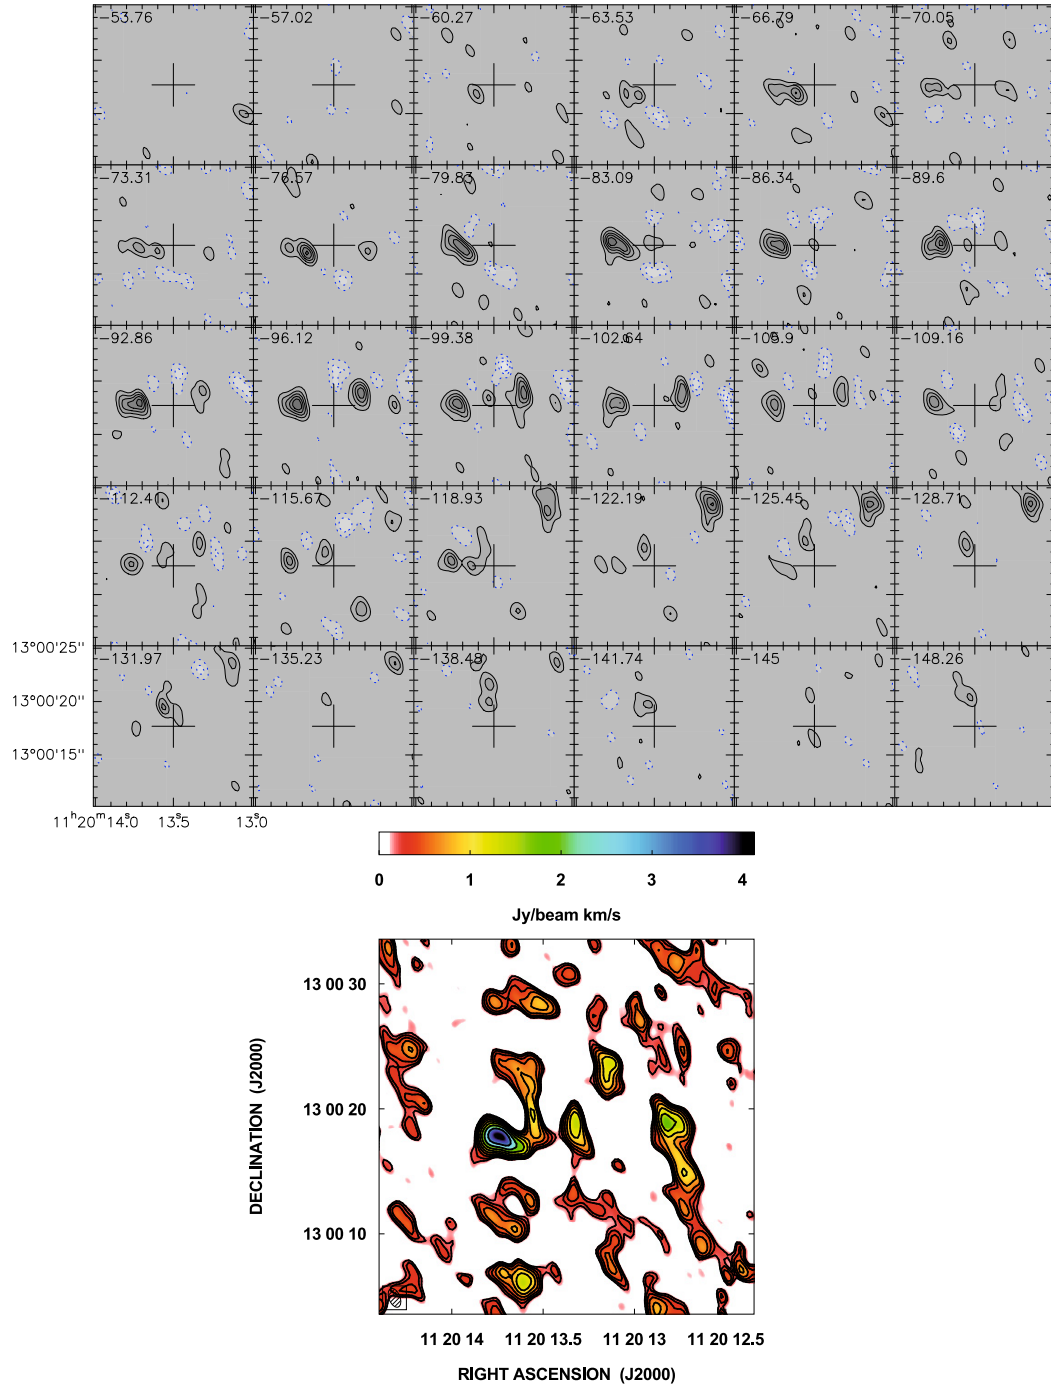 −53.76 −57.02 −60.27 −63.53 −66.79 −70.05
−73.31 −76.57 −79.83 −83.09 −86.34 −89.6
−92.86 −96.12 −99.38 −102.64 −105.9 −109.16
−112.41 −115.67 −118.93 −122.19 −125.45 −128.71
13°00'25"
−131.97 −135.23 −138.48 −141.74 −145 −148.26
13°00'20"
13°00'15"
11h20m14s.0 13s.5 13s.0
0 1 2 3 4
Jy/beam km/s
13 00 30
13 00 20
13 00 10
DECLINATION (J2000)
11 20 14 11 20 13.5 11 20 13 11 20 12.5
RIGHT ASCENSION (J2000)